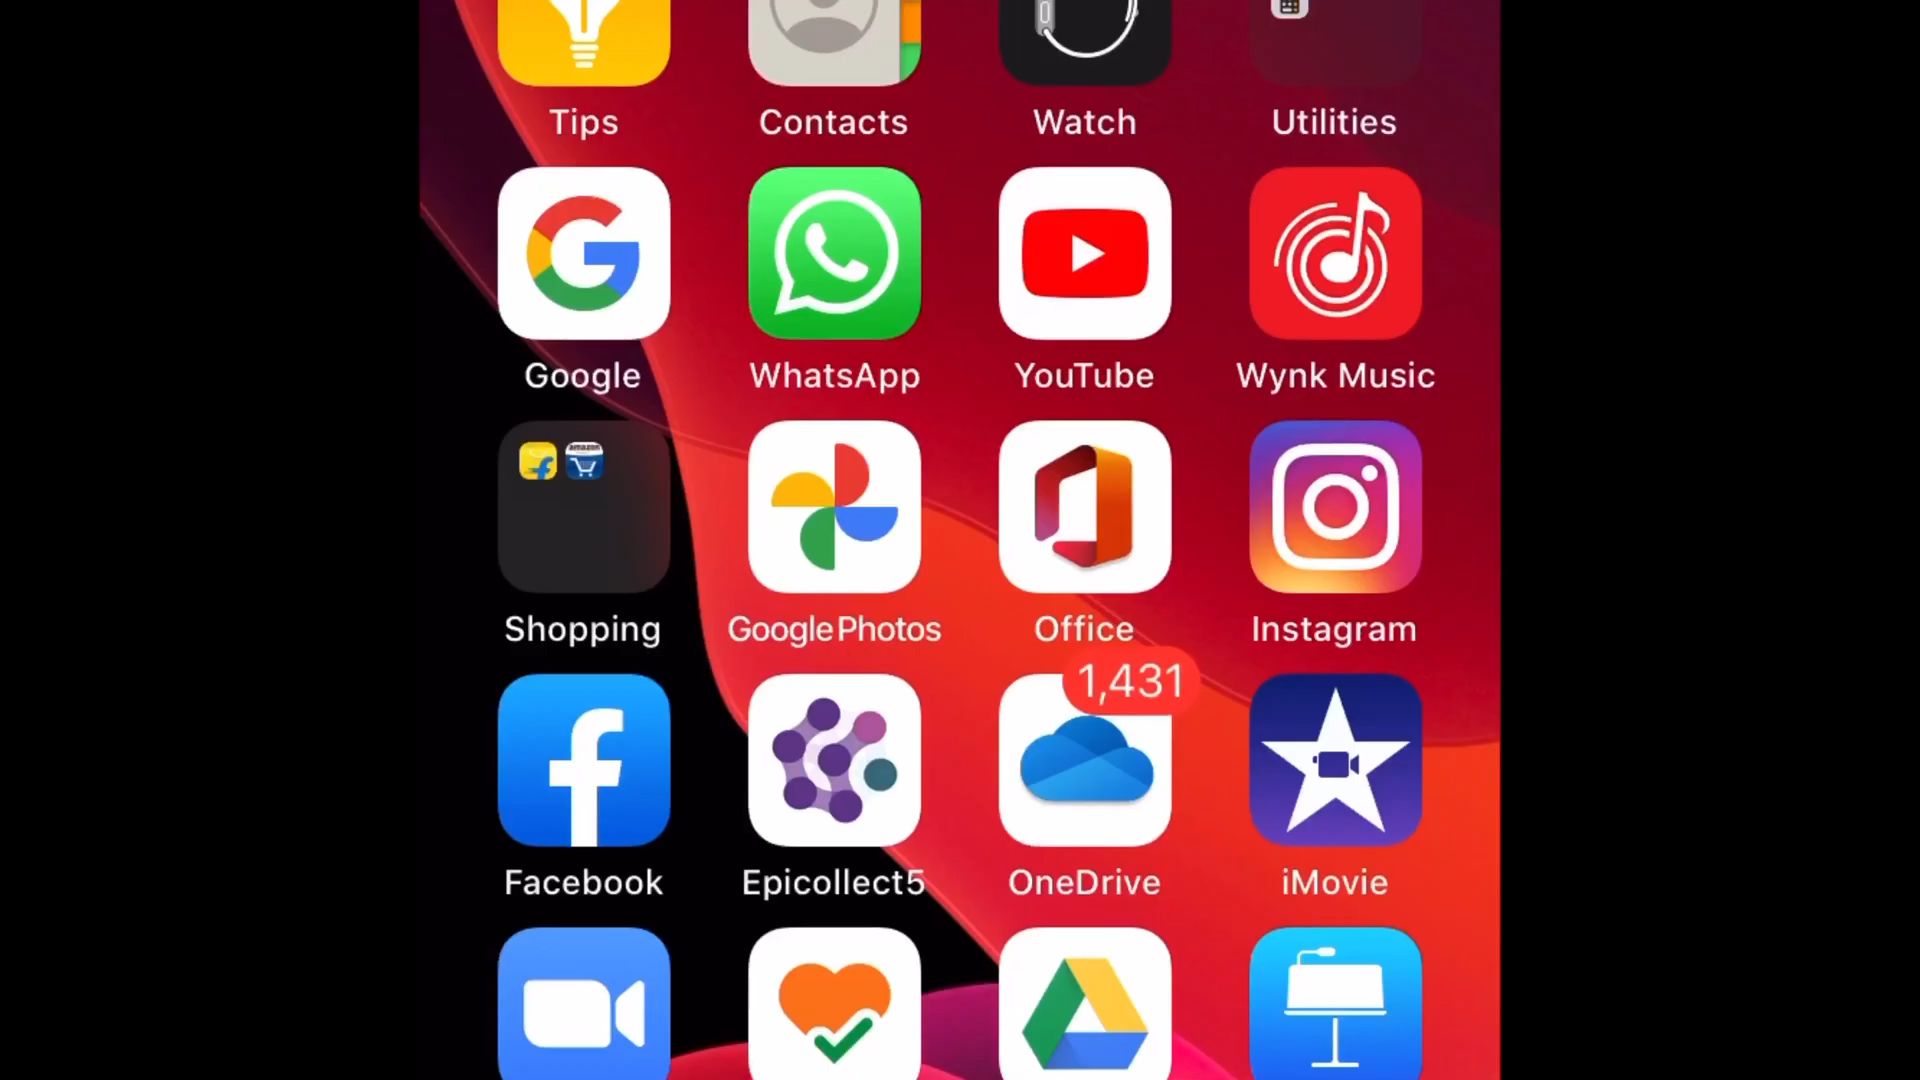 Tips
Contacts
Watch
Utilities
Google
WhatsApp
YouTube
Wynk Music
amazon
Shopping
Google Photos
Office
Instagram
1,431
Facebook
Epicollect5
OneDrive
iMovie